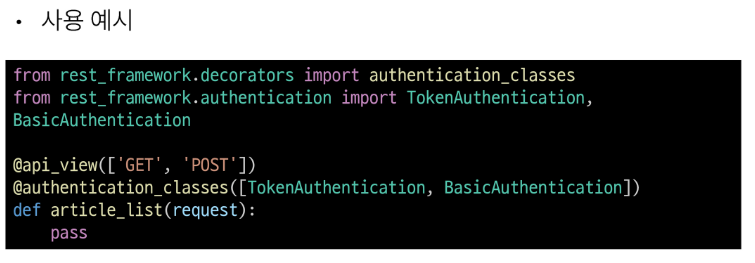 • 사용 예시
from rest_framework.decorators import authentication_classes
from rest_framework.authentication import TokenAuthentication,
BasicAuthentication

@api_view(['GET', 'POST'])
@authentication_classes([TokenAuthentication, BasicAuthentication])
def article_list(request):
    pass